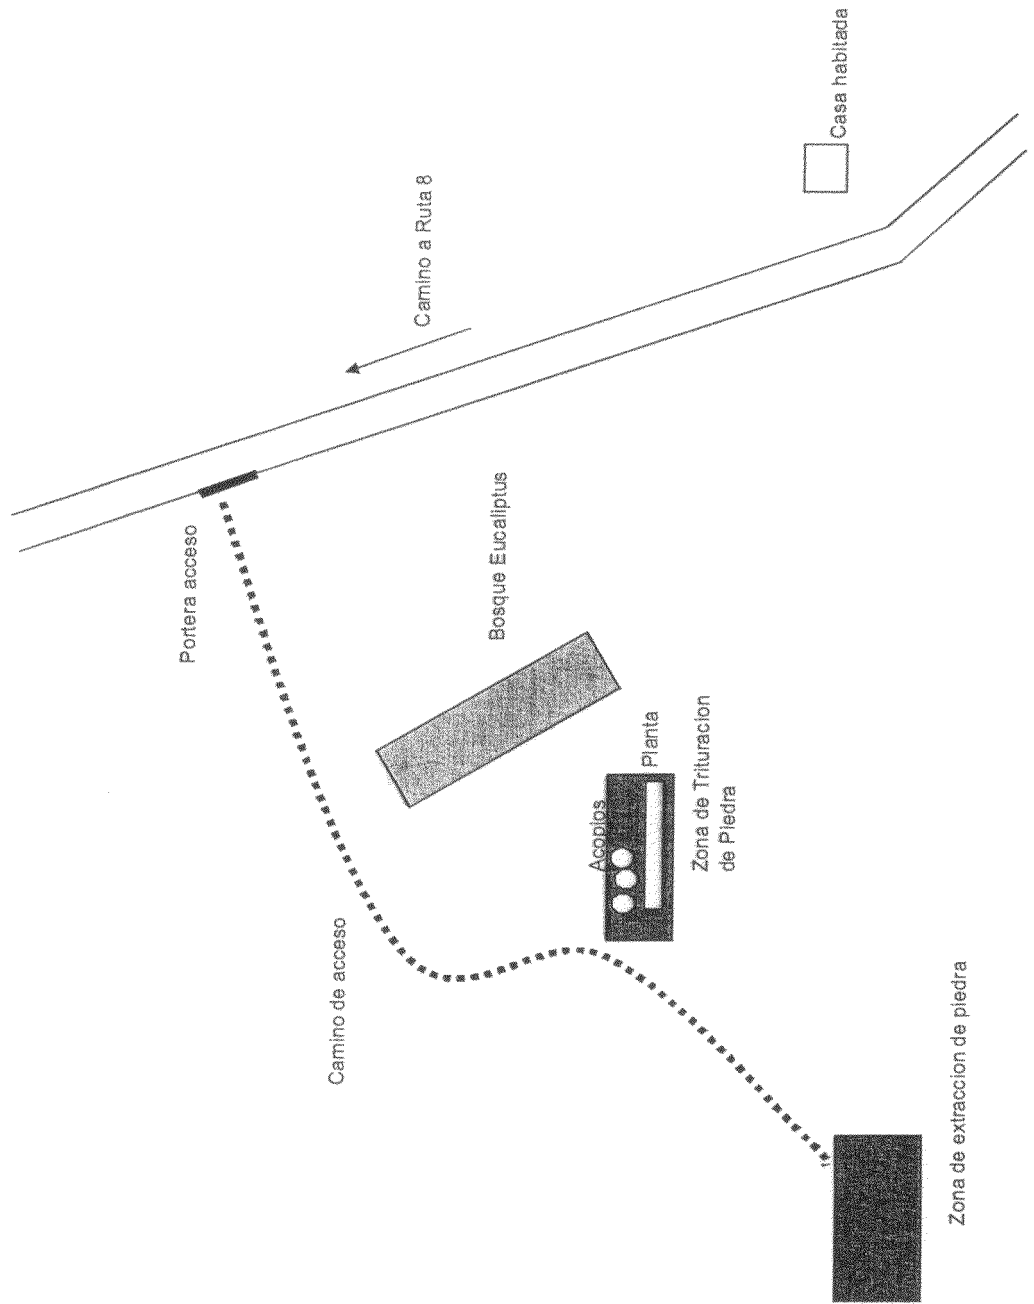 Casa habitada
Camino a Ruta 8
Portera acceso
Bosque Eucaliptus
Acopios
Planta
Zona de Trituracion
de Piedra
Camino de acceso
Zona de extraccion de piedra